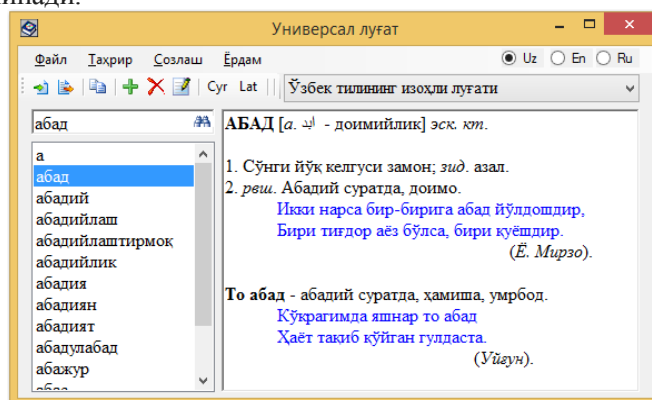 Универсал луғат
Файл Таҳрир Созлаш Ёрдам Uz En Ru
Cyr Lat Ўзбек тилининг изоҳли луғати
абад
а
абад
абадий
абадийлаш
абадийлаштирмоқ
абадийлик
абадия
абадиян
абадият
абадулабад
абажур
АБАД [а. ابد - доимийлик] эск. кт.
1. Сўнги йўқ келгуси замон; зид. азал.
2. рвш. Абадий суратда, доимо.
Икки нарса бир-бирига абад йўлдошдир,
Бири тиғдор аёз бўлса, бири қуёшдир.
(Ё. Мирзо).
То абад - абадий суратда, ҳамиша, умрбод.
Кўкрагимда яшнар то абад
Ҳаёт тақиб қўйган гулдаста.
(Уйғун).